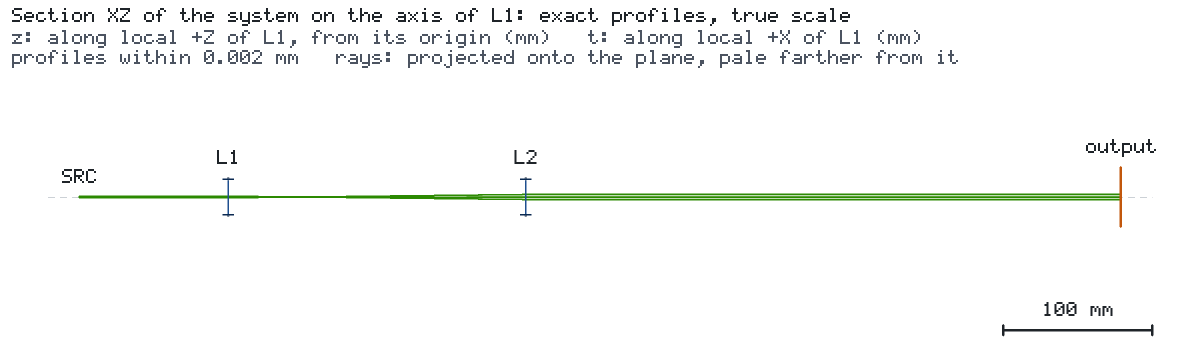 Section XZ of the system on the axis of L1: exact profiles, true scale
z: along local +Z of L1, from its origin (mm)   t: along local +X of L1 (mm)
profiles within 0.002 mm   rays: projected onto the plane, pale farther from it
output
L1
L2
SRC
100 mm